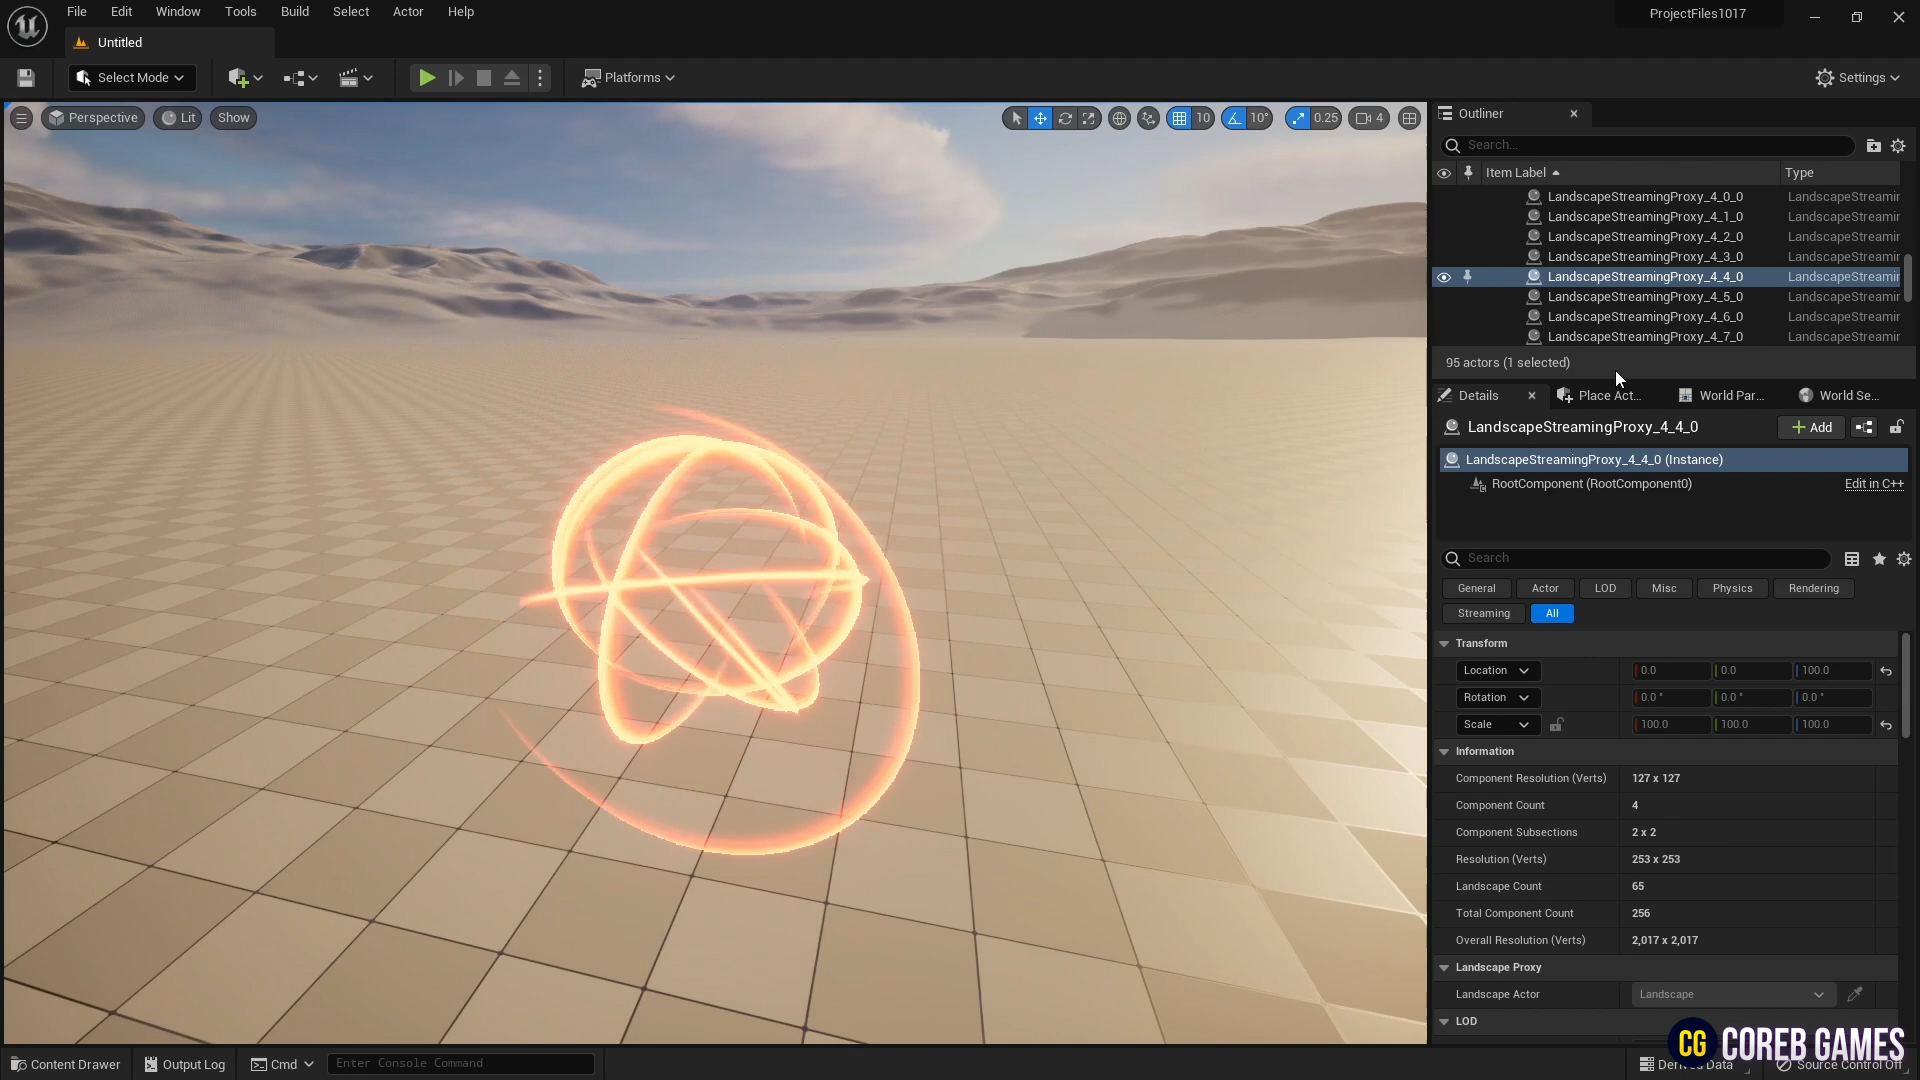 File Edit Window Tools Build Select Actor Help
ProjectFiles1017
Untitled
Select Mode
Platforms
Settings
Perspective Lit Show
10 10° 0.25 4
Outliner
Search...
Item Label Type
LandscapeStreamingProxy_4_0_0 LandscapeStreamin
LandscapeStreamingProxy_4_1_0 LandscapeStreamin
LandscapeStreamingProxy_4_2_0 LandscapeStreamin
LandscapeStreamingProxy_4_3_0 LandscapeStreamin
LandscapeStreamingProxy_4_4_0 LandscapeStreamin
LandscapeStreamingProxy_4_5_0 LandscapeStreamin
LandscapeStreamingProxy_4_6_0 LandscapeStreamin
LandscapeStreamingProxy_4_7_0 LandscapeStreamin
95 actors (1 selected)
Details Place Act... World Par... World Se...
LandscapeStreamingProxy_4_4_0 Add
LandscapeStreamingProxy_4_4_0 (Instance)
RootComponent (RootComponent0) Edit in C++
Search
General Actor LOD Misc Physics Rendering
Streaming All
Transform
Location 0.0 0.0 100.0
Rotation 0.0 ° 0.0 ° 0.0 °
Scale 100.0 100.0 100.0
Information
Component Resolution (Verts) 127 x 127
Component Count 4
Component Subsections 2 x 2
Resolution (Verts) 253 x 253
Landscape Count 65
Total Component Count 256
Overall Resolution (Verts) 2,017 x 2,017
Landscape Proxy
Landscape Actor Landscape
LOD
CG COREB GAMES
Content Drawer Output Log Cmd Enter Console Command
Derived Data Source Control Off